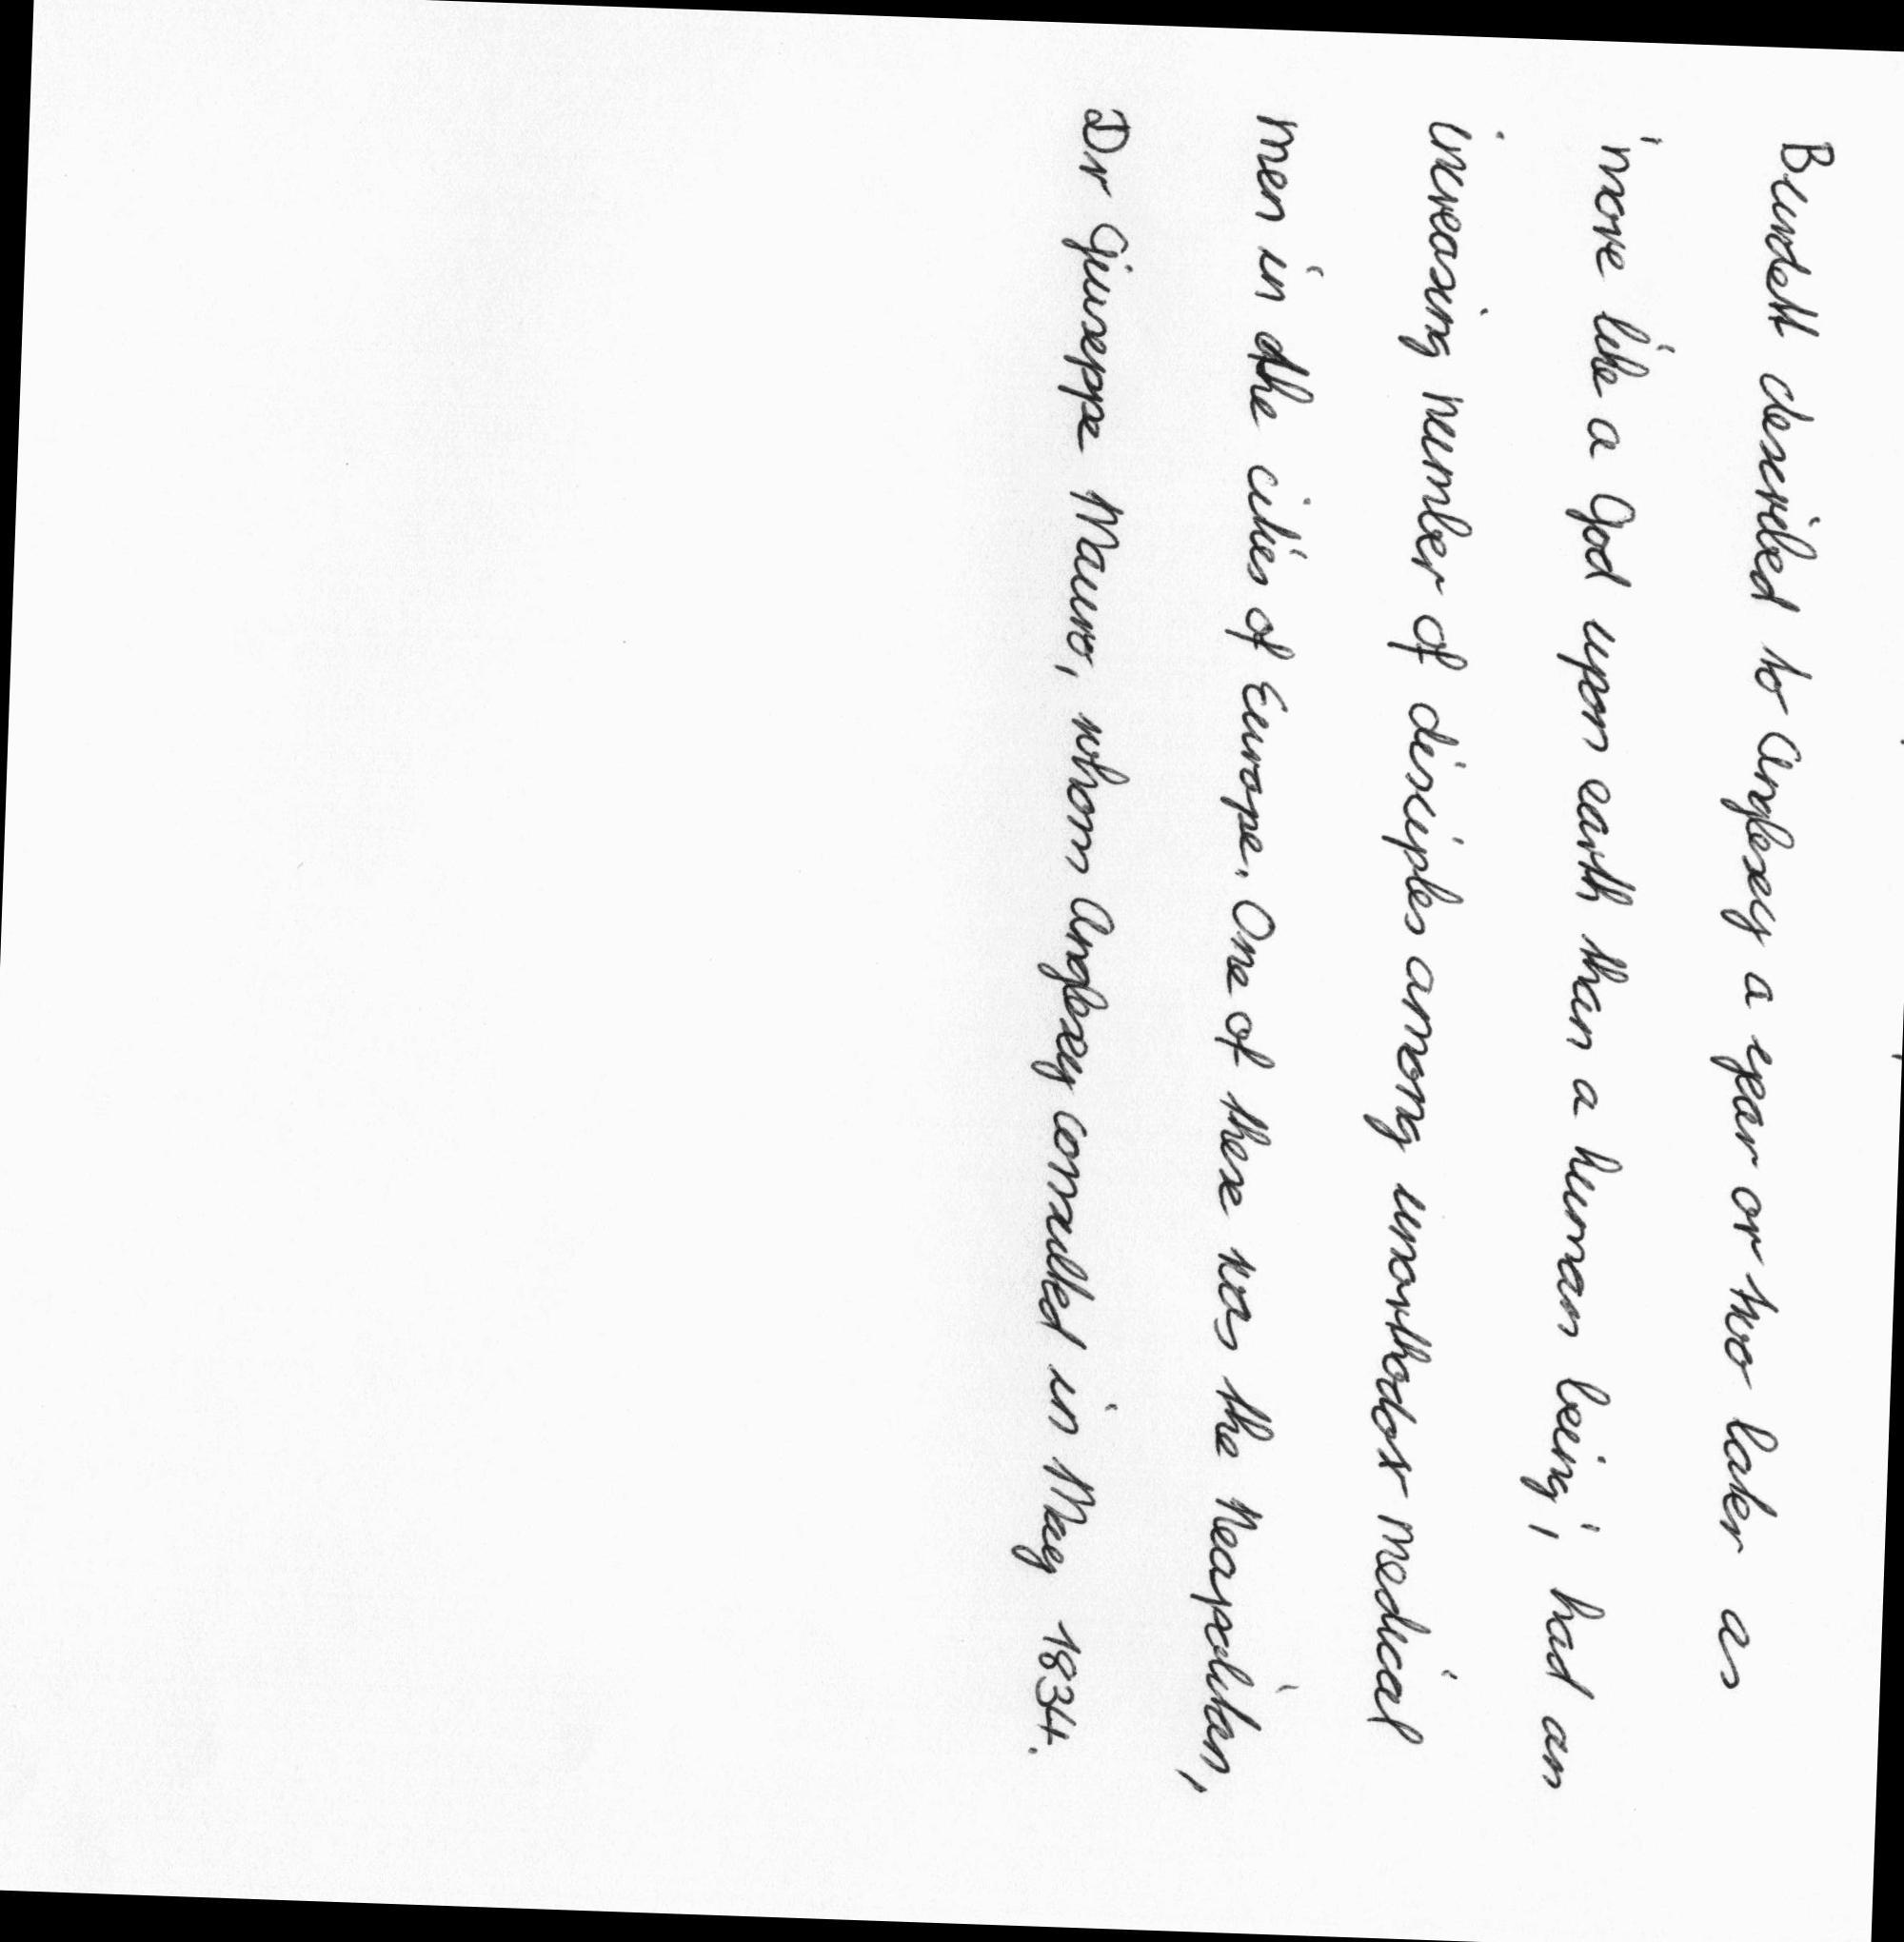 Burdett described to Anglesey a year or two later as
'more like a God upon earth than a human being', had an
increasing number of disciples among unorthodox medical
men in the cities of Europe. One of these was the Neapolitan,
Dr Giuseppe Mauro, whom Anglesey consulted in May 1834.